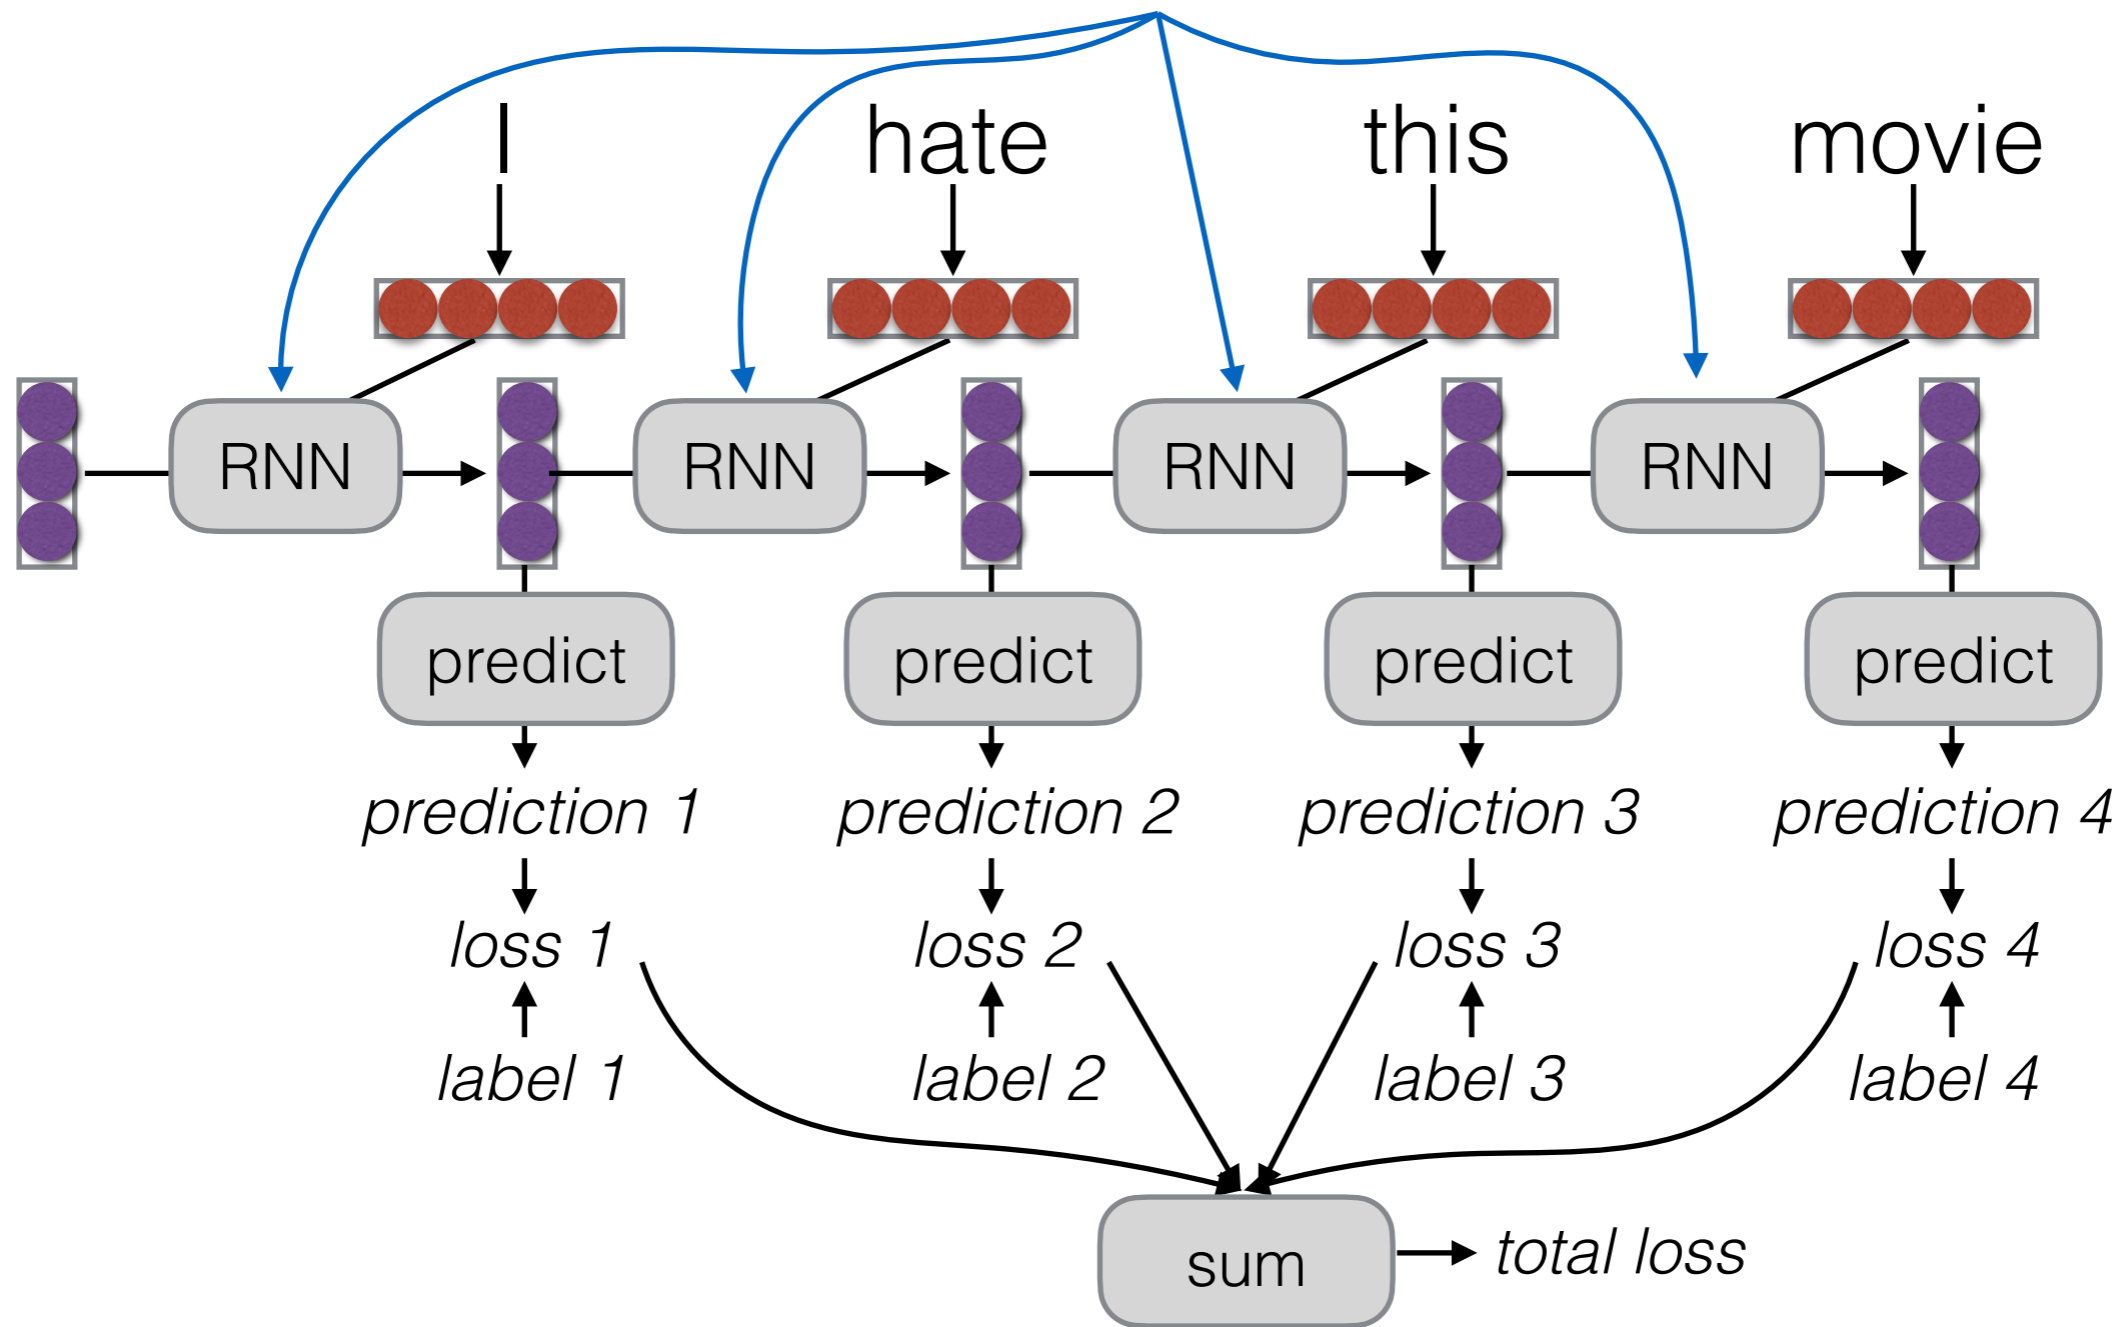 I hate this movie
RNN RNN RNN RNN
predict predict predict predict
prediction 1 prediction 2 prediction 3 prediction 4
loss 1 loss 2 loss 3 loss 4
label 1 label 2 label 3 label 4
sum total loss